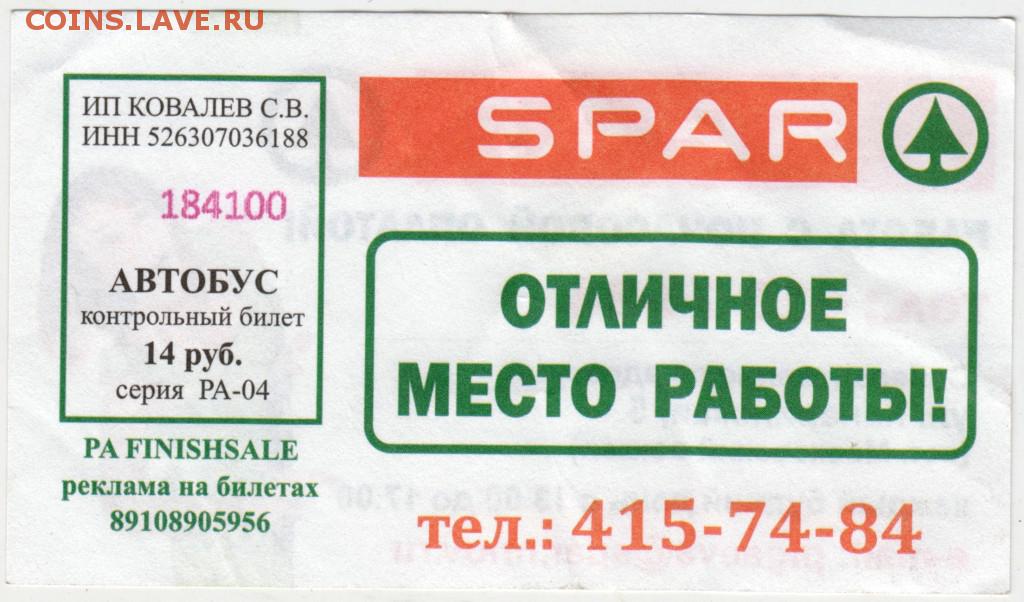 COINS.LAVE.RU
ИП КОВАЛЕВ С.В.
ИНН 526307036188
184100
АВТОБУС
контрольный билет
14 руб.
серия РА-04
РА FINISHSALE
реклама на билетах
89108905956
SPAR
ОТЛИЧНОЕ
МЕСТО РАБОТЫ!
тел.: 415-74-84